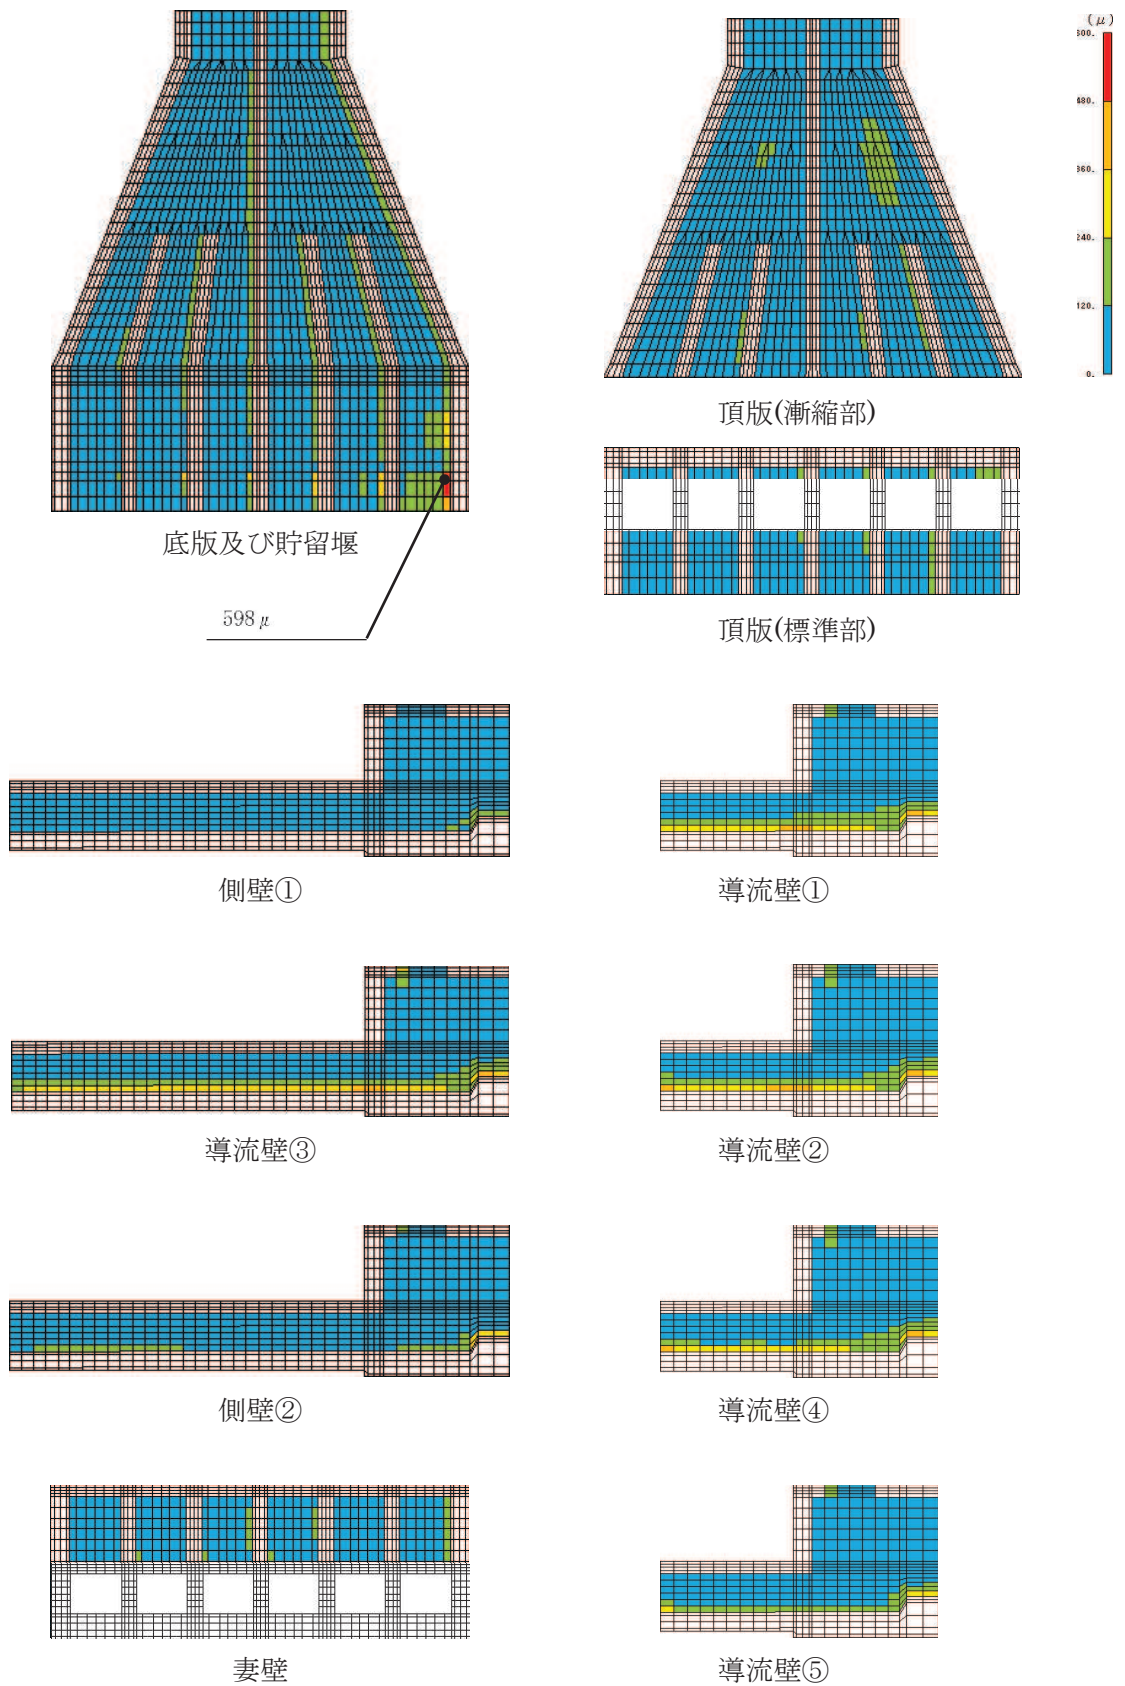 (μ)
600.
480.
360.
240.
120.
0.
頂版(漸縮部)
底版及び貯留堰
598μ
頂版(標準部)
側壁①
導流壁①
導流壁③
導流壁②
側壁②
導流壁④
妻壁
導流壁⑤